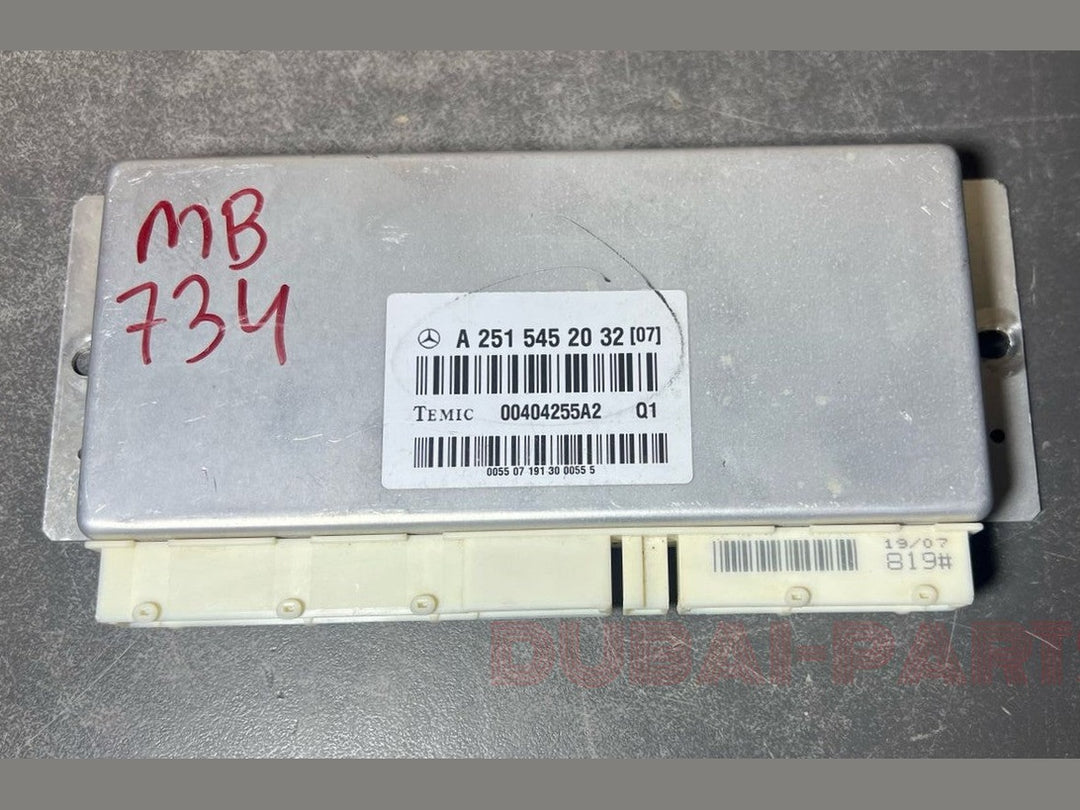 MB
734
A 251 545 20 32 [07]
TEMIC 00404255A2 Q1
0055 07 191 30 0055 5
19/07
819#
DUBAI-PART